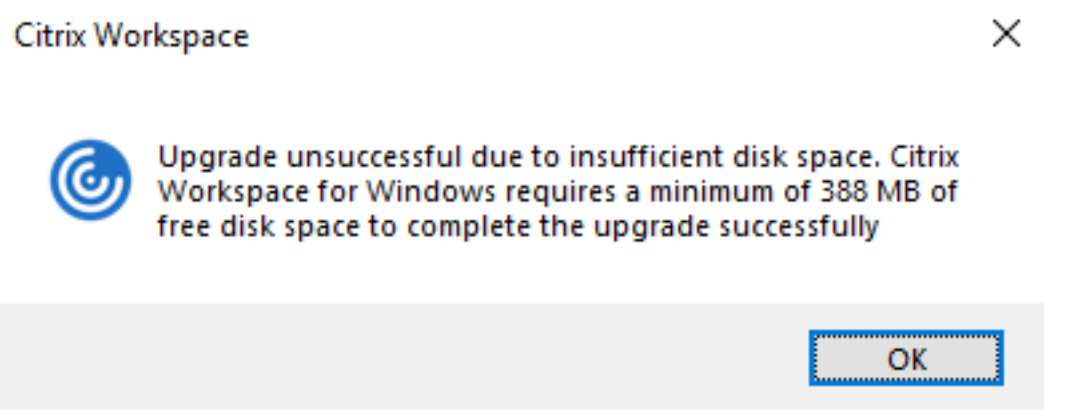 Citrix Workspace
Upgrade unsuccessful due to insufficient disk space. Citrix
Workspace for Windows requires a minimum of 388 MB of
free disk space to complete the upgrade successfully
OK